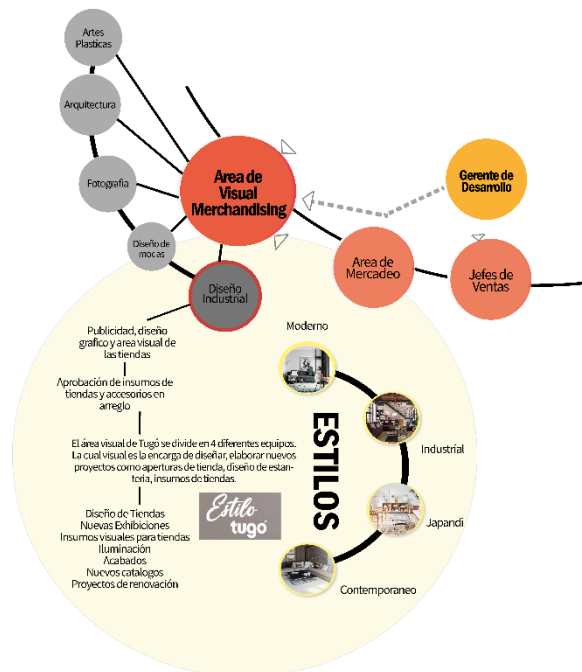 Artes
Plasticas
Arquitectura
Fotografia
Diseño de
modas
Area de
Visual
Merchandising
Diseño
Industrial
Gerente de
Desarrollo
Area de
Mercadeo
Jefes de
Ventas
Publicidad, diseño
grafico y area visual de
las tiendas
Aprobación de insumos de
tiendas y accesorios en
arreglo
El área visual de Tugó se divide en 4 diferentes equipos.
La cual visual es la encarga de diseñar, elaborar nuevos
proyectos como aperturas de tienda, diseño de estan-
toria, insumos de tiendas.
Diseño de Tiendas
Nuevas Exhibiciones
Insumos visuales para tiendas
Iluminación
Acabados
Nuevos catalogos
Proyectos de renovación
Estilo
tugó
ESTILOS
Moderno
Industrial
Japandi
Contemporaneo